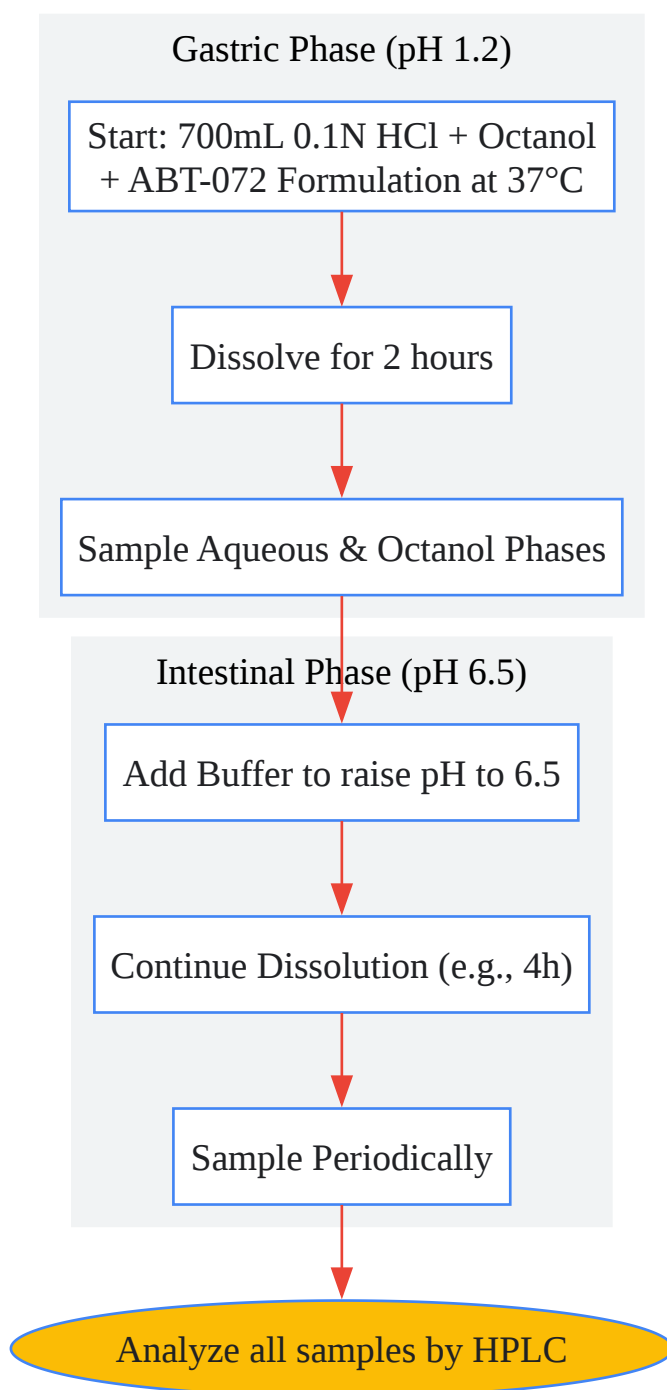 Gastric Phase (pH 1.2)
Start: 700mL 0.1N HCl + Octanol
+ ABT-072 Formulation at 37°C
Dissolve for 2 hours
Sample Aqueous & Octanol Phases
Intestinal Phase (pH 6.5)
Add Buffer to raise pH to 6.5
Continue Dissolution (e.g., 4h)
Sample Periodically
Analyze all samples by HPLC